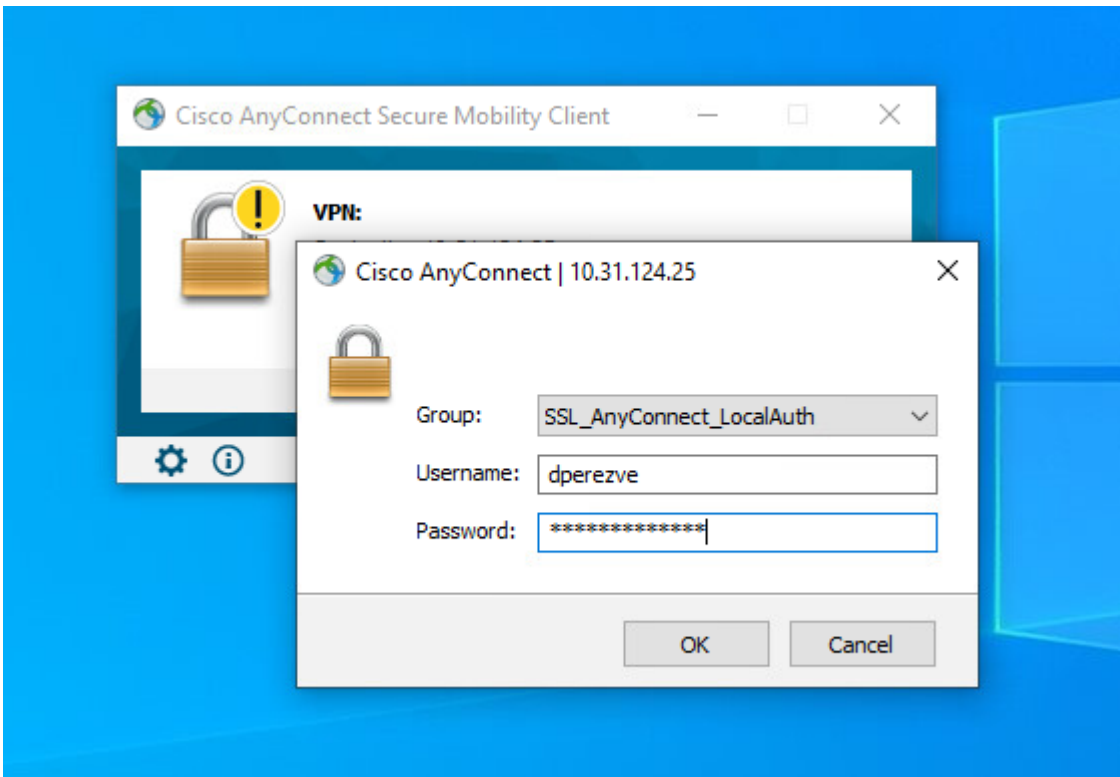 Cisco AnyConnect Secure Mobility Client
VPN:
Cisco AnyConnect | 10.31.124.25
Group:
SSL_AnyConnect_LocalAuth
Username:
dperezve
Password:
*************
OK
Cancel